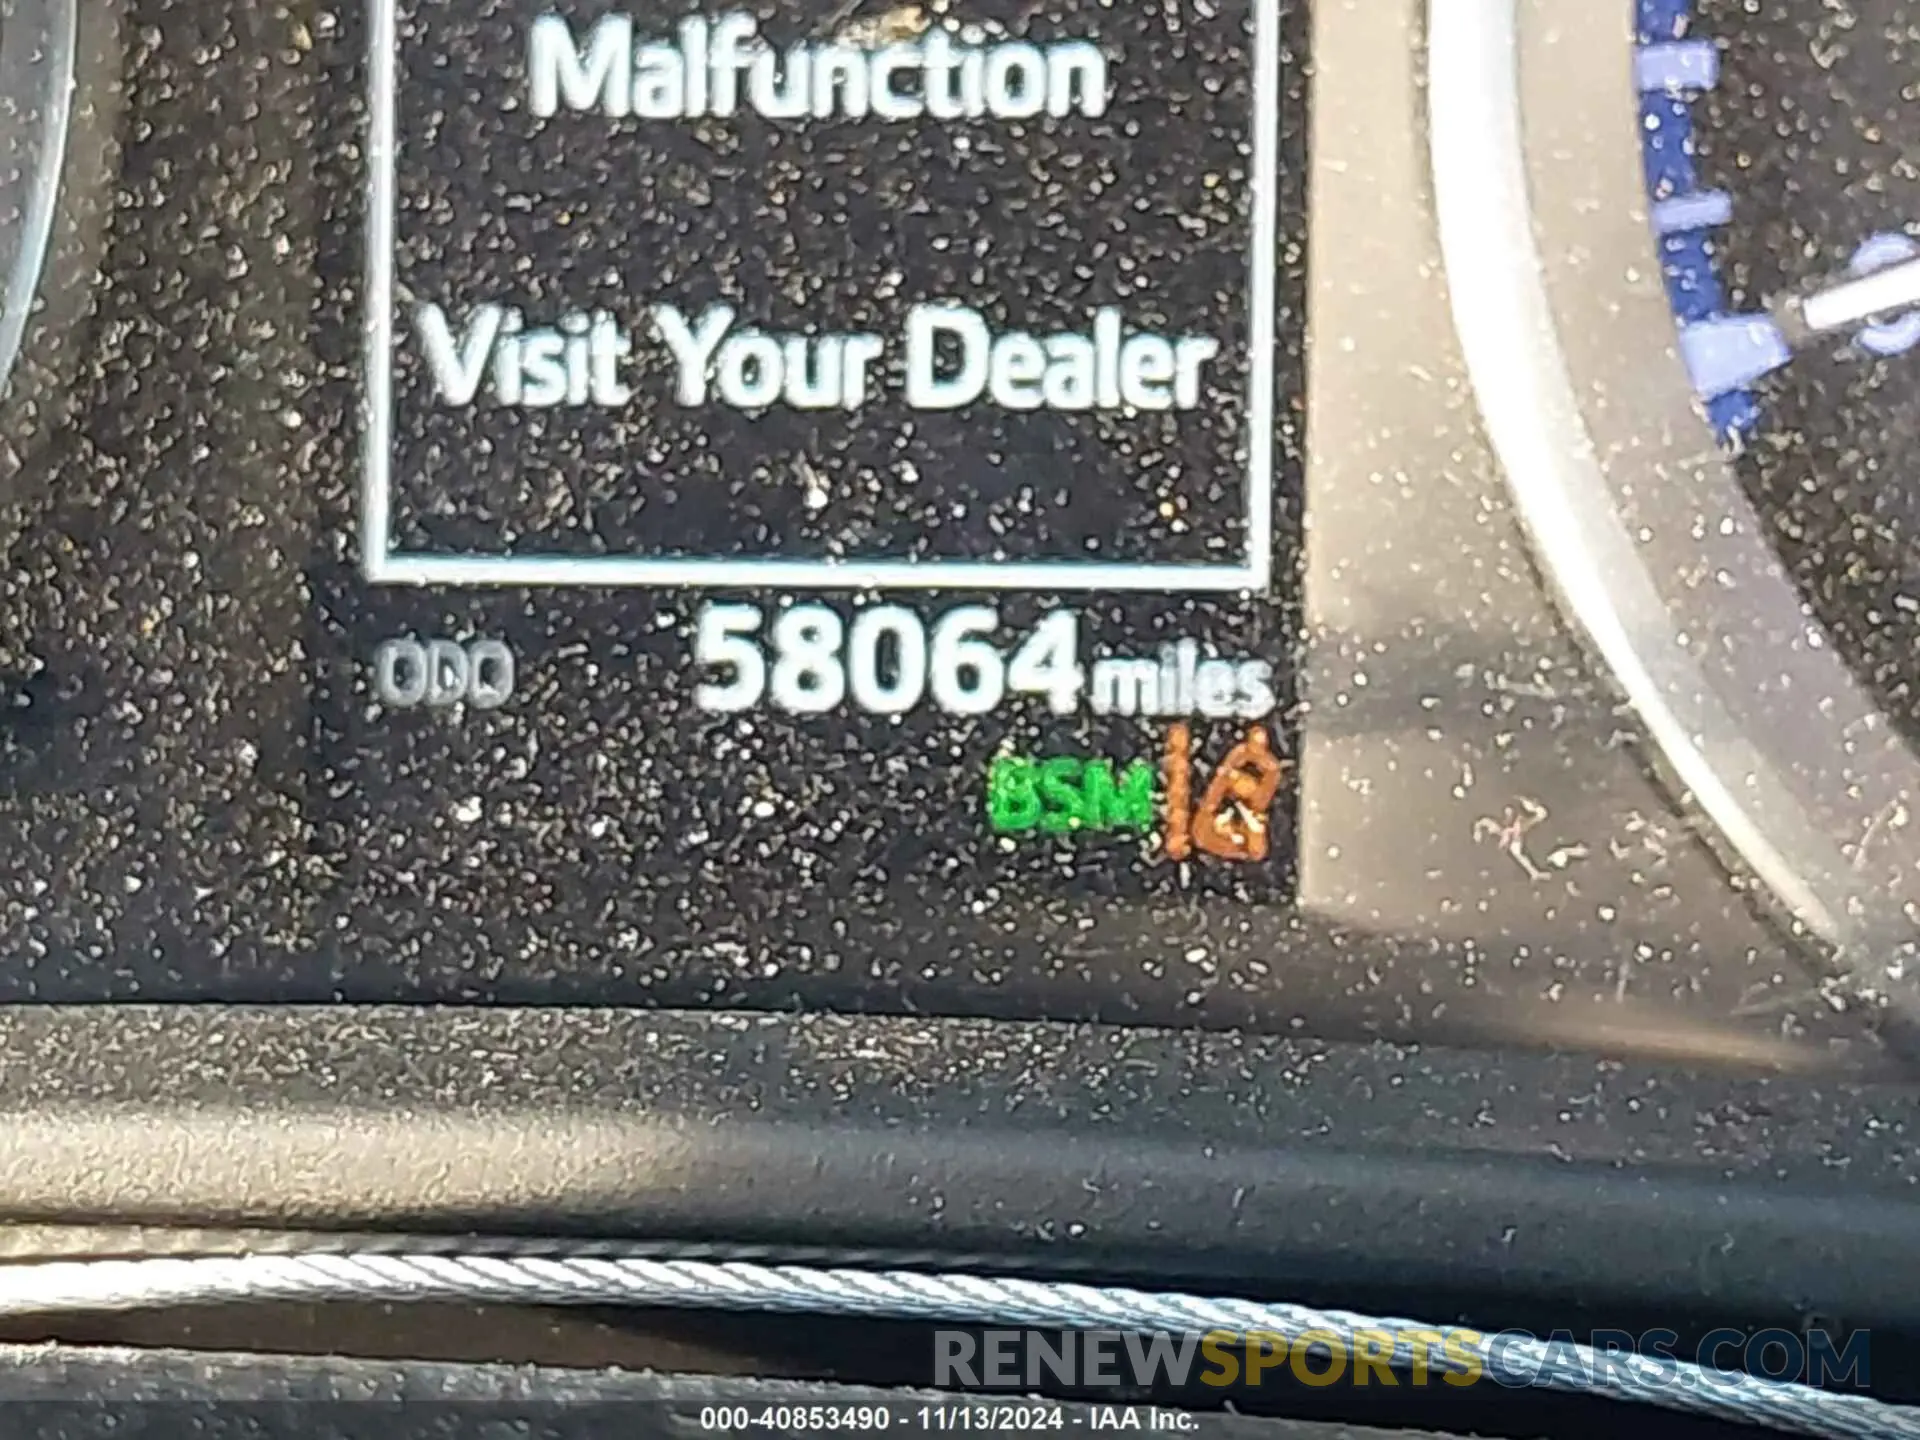 Malfunction
Visit Your Dealer
ODO 58064 miles
BSM
RENEWSPORTSCARS.COM
000-40853490 - 11/13/2024 - IAA Inc.